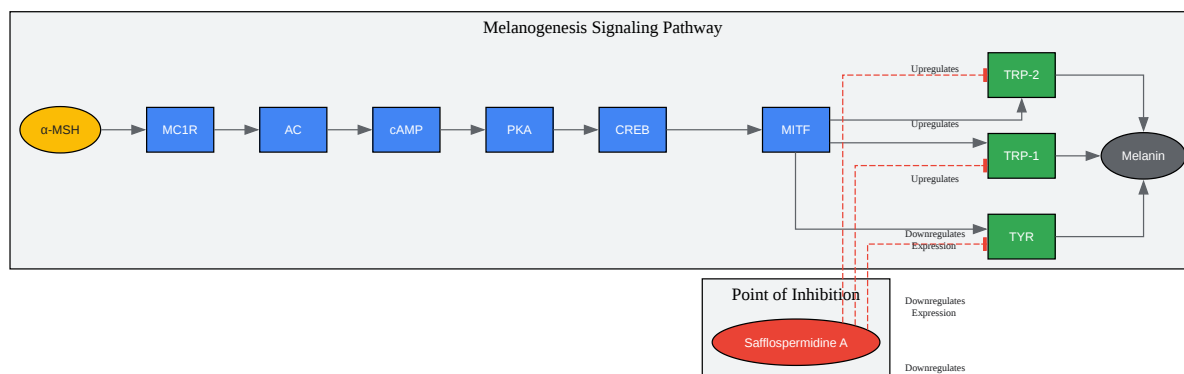 Melanogenesis Signaling Pathway
Upregulates
TRP-2
α-MSH
MC1R
AC
cAMP
PKA
CREB
MITF
Upregulates
TRP-1
Melanin
Upregulates
Downregulates
Expression
TYR
Point of Inhibition
Downregulates
Expression
Safflospermidine A
Downregulates